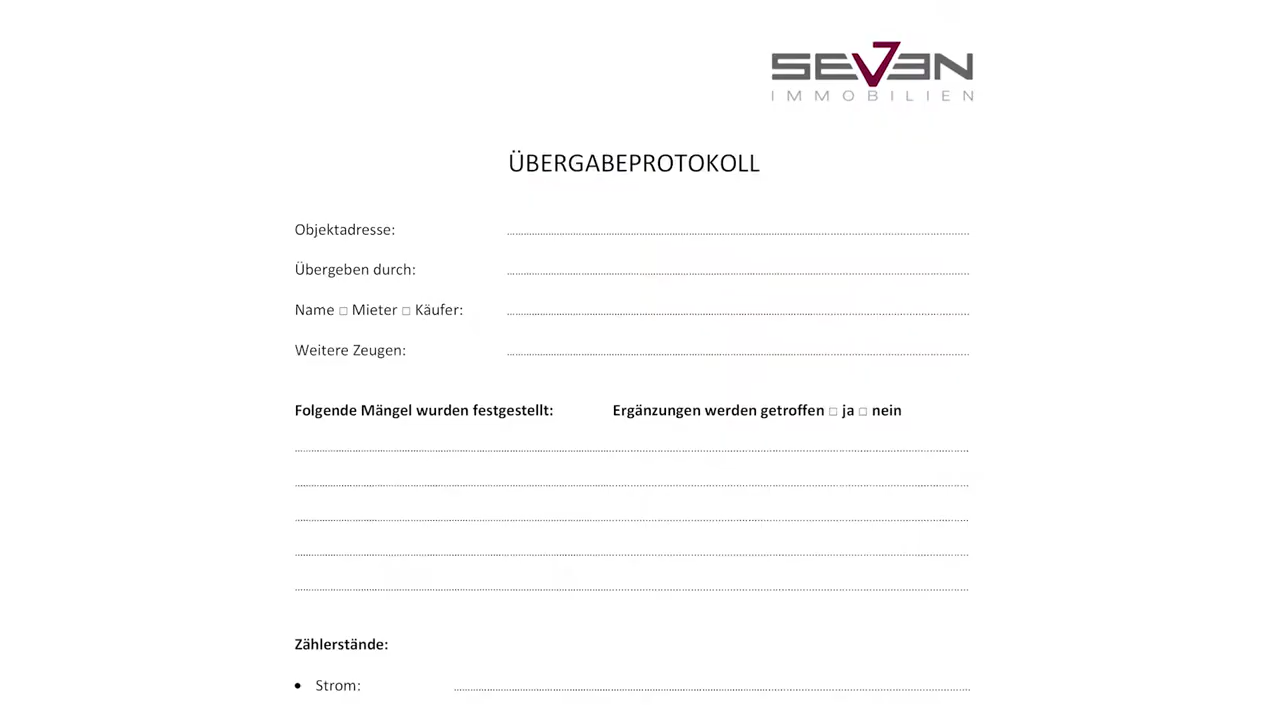 SEVEN
IMMOBILIEN
ÜBERGABEPROTOKOLL
Objektadresse:
Übergeben durch:
Name □ Mieter □ Käufer:
Weitere Zeugen:
Folgende Mängel wurden festgestellt: Ergänzungen werden getroffen □ ja □ nein
Zählerstände:
• Strom: